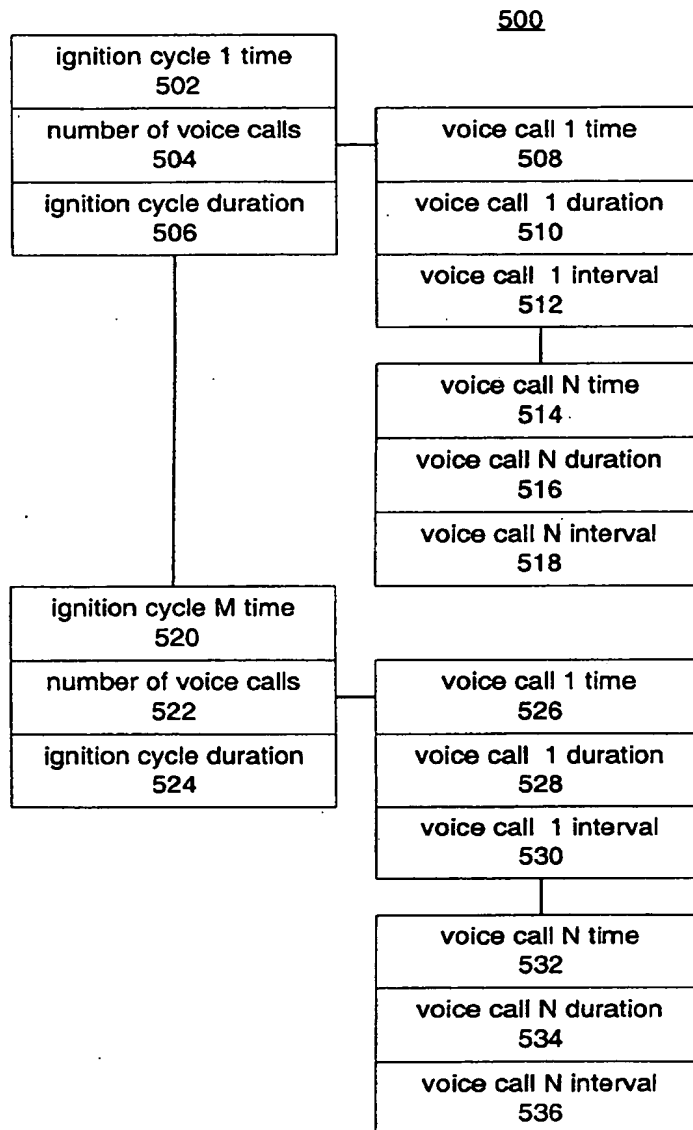 500
ignition cycle 1 time
502
number of voice calls
504
ignition cycle duration
506
voice call 1 time
508
voice call 1 duration
510
voice call 1 interval
512
voice call N time
514
voice call N duration
516
voice call N interval
518
ignition cycle M time
520
number of voice calls
522
ignition cycle duration
524
voice call 1 time
526
voice call 1 duration
528
voice call 1 interval
530
voice call N time
532
voice call N duration
534
voice call N interval
536